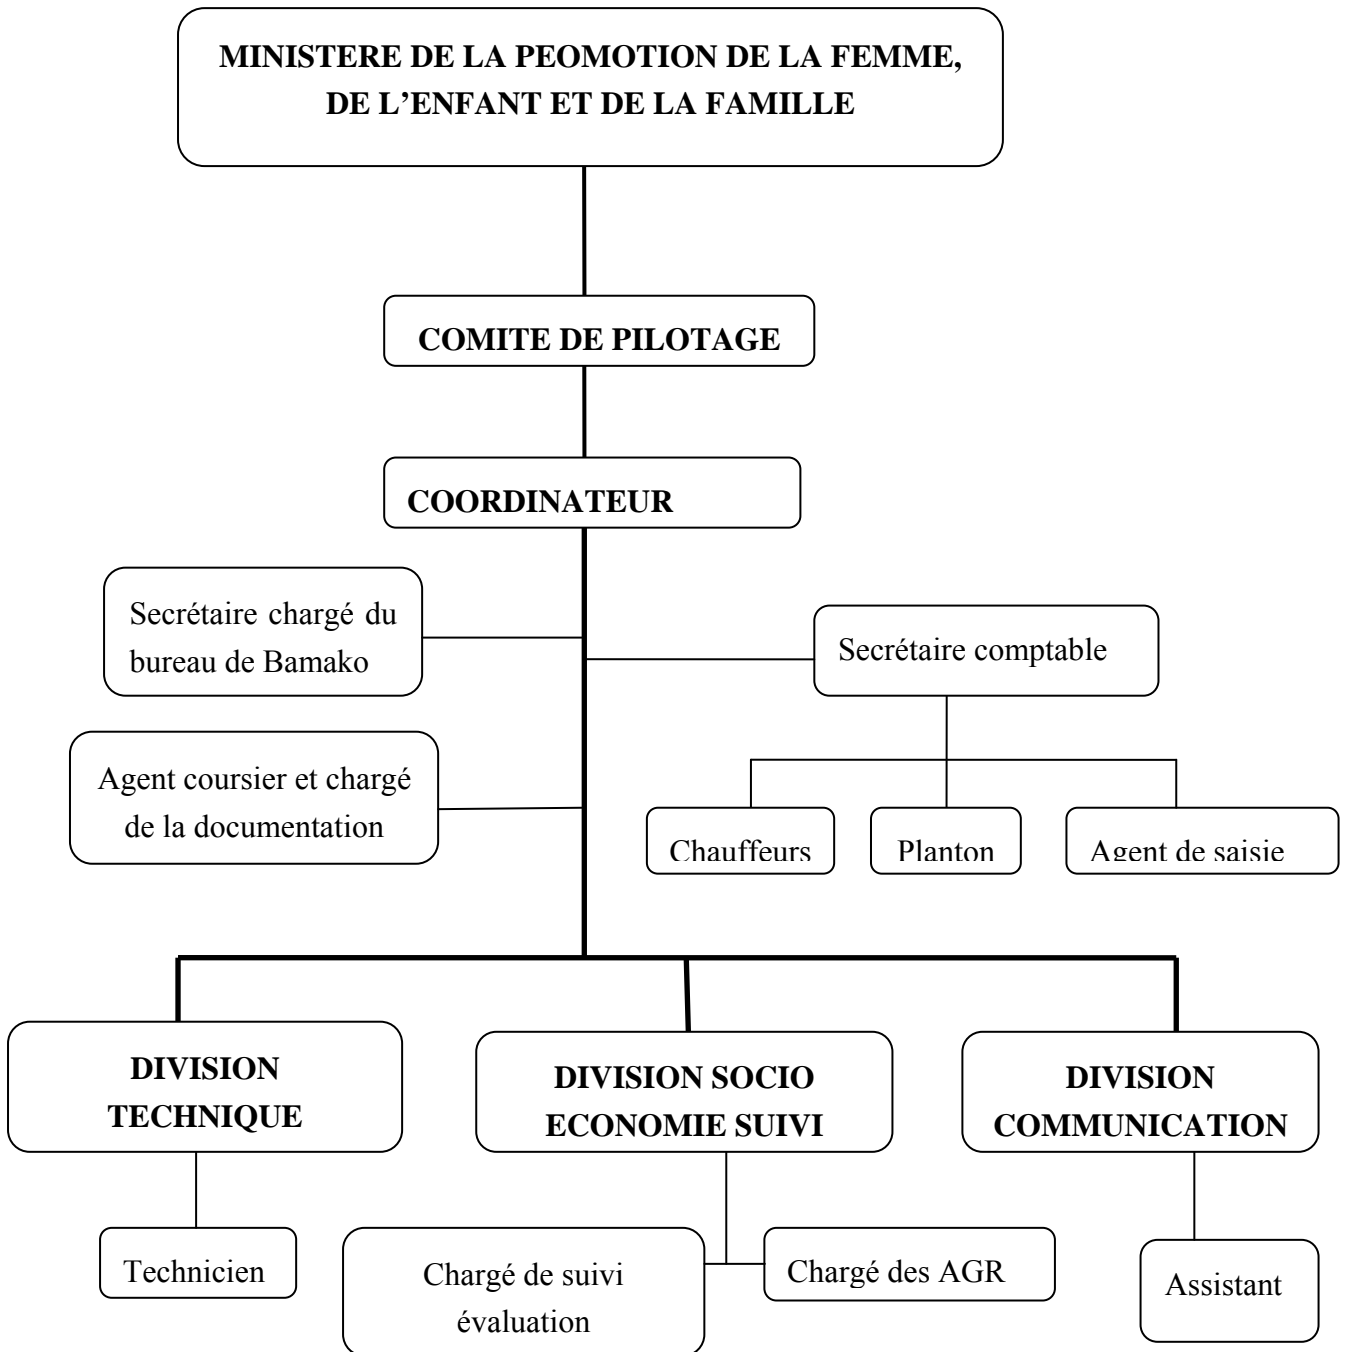 MINISTERE DE LA PEOMOTION DE LA FEMME,
DE L’ENFANT ET DE LA FAMILLE
COMITE DE PILOTAGE
COORDINATEUR
Secrétaire chargé du
bureau de Bamako
Secrétaire comptable
Agent coursier et chargé
de la documentation
Chauffeurs
Planton
Agent de saisie
DIVISION
TECHNIQUE
DIVISION SOCIO
ECONOMIE SUIVI
DIVISION
COMMUNICATION
Technicien
Chargé de suivi
évaluation
Chargé des AGR
Assistant